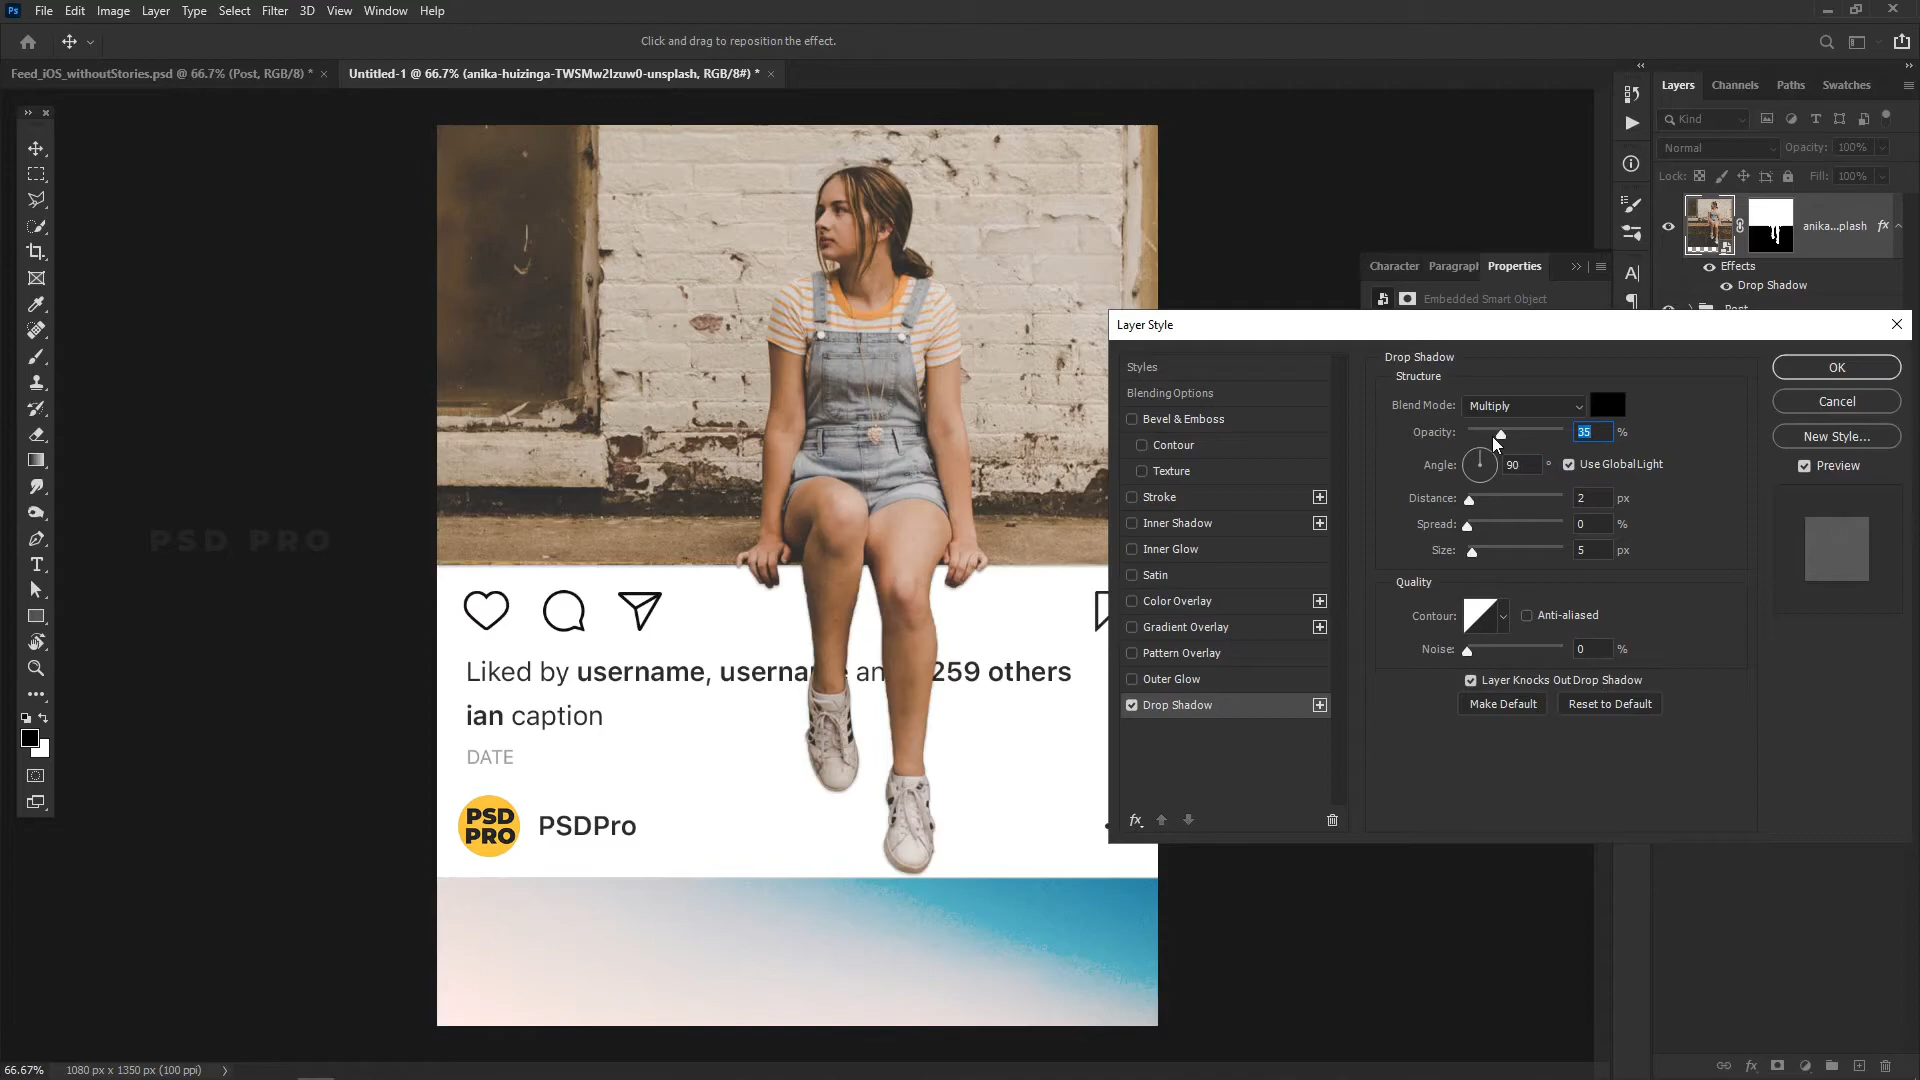 Ps File Edit Image Layer Type Select Filter 3D View Window Help
Click and drag to reposition the effect.
Feed_iOS_withoutStories.psd @ 66.7% (Post, RGB/8) * ×
Untitled-1 @ 66.7% (anika-huizinga-TWSMw2Izuw0-unsplash, RGB/8#) * ×
Layers Channels Paths Swatches
Kind
Normal Opacity: 100%
Lock: Fill: 100%
anika...plash fx
Effects
Drop Shadow
Post
Character Paragraph Properties
Embedded Smart Object
Layer Style
Styles
Blending Options
Bevel & Emboss
Contour
Texture
Stroke
Inner Shadow
Inner Glow
Satin
Color Overlay
Gradient Overlay
Pattern Overlay
Outer Glow
Drop Shadow
fx
Drop Shadow
Structure
Blend Mode: Multiply
Opacity: 35 %
Angle: 90 ° Use Global Light
Distance: 2 px
Spread: 0 %
Size: 5 px
Quality
Contour: Anti-aliased
Noise: 0 %
Layer Knocks Out Drop Shadow
Make Default Reset to Default
OK
Cancel
New Style...
Preview
PSD PRO
Liked by username, userna an 259 others
ian caption
DATE
PSD PRO PSDPro
66.67% 1080 px x 1350 px (100 ppi)